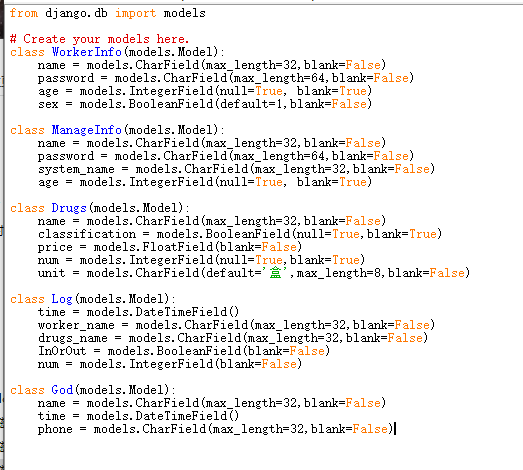 from django.db import models
# Create your models here.
class WorkerInfo(models.Model):
    name = models.CharField(max_length=32,blank=False)
    password = models.CharField(max_length=64,blank=False)
    age = models.IntegerField(null=True, blank=True)
    sex = models.BooleanField(default=1,blank=False)
class ManageInfo(models.Model):
    name = models.CharField(max_length=32,blank=False)
    password = models.CharField(max_length=64,blank=False)
    system_name = models.CharField(max_length=32,blank=False)
    age = models.IntegerField(null=True, blank=True)
class Drugs(models.Model):
    name = models.CharField(max_length=32,blank=False)
    classification = models.BooleanField(null=True,blank=True)
    price = models.FloatField(blank=False)
    num = models.IntegerField(null=True,blank=True)
    unit = models.CharField(default='盒',max_length=8,blank=False)
class Log(models.Model):
    time = models.DateTimeField()
    worker_name = models.CharField(max_length=32,blank=False)
    drugs_name = models.CharField(max_length=32,blank=False)
    InOrOut = models.BooleanField(blank=False)
    num = models.IntegerField(blank=False)
class God(models.Model):
    name = models.CharField(max_length=32,blank=False)
    time = models.DateTimeField()
    phone = models.CharField(max_length=32,blank=False)